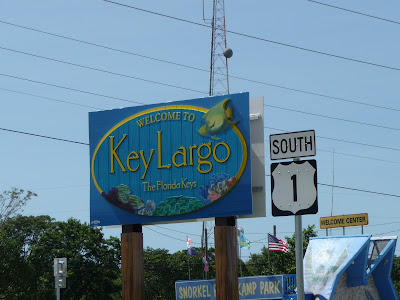 WELCOME TO
Key Largo
The Florida Keys
SOUTH
1
WELCOME CENTER
SNORKEL CAMP PARK